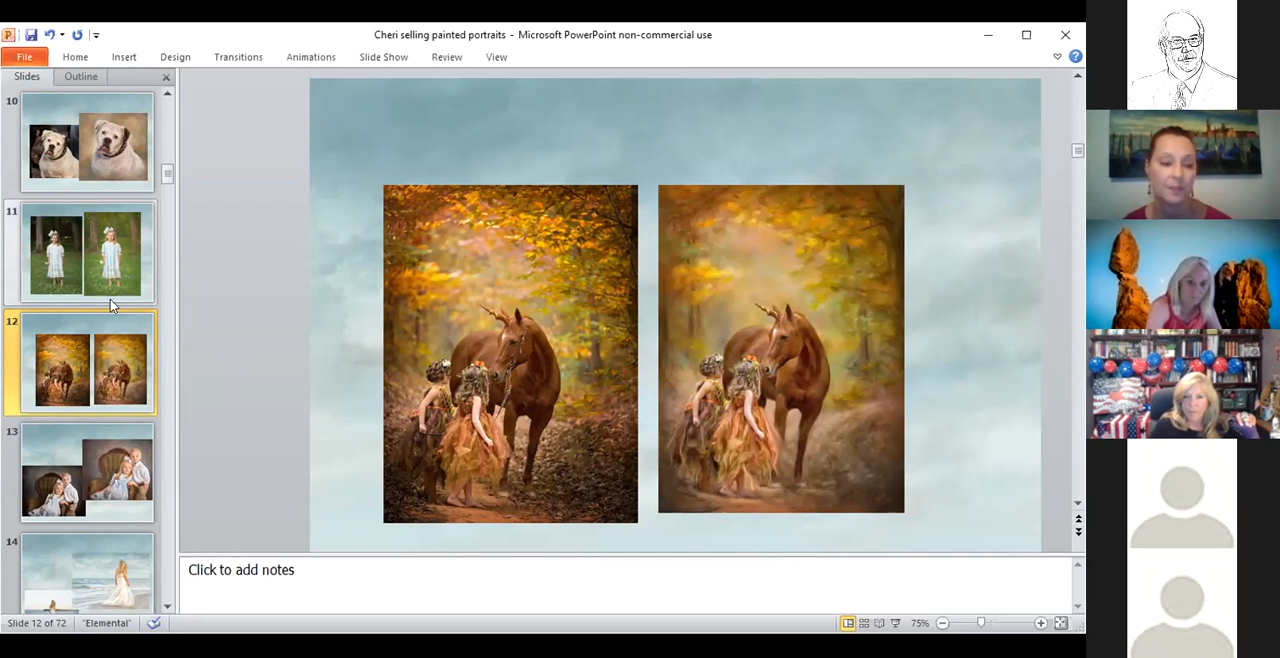 Cheri selling painted portraits - Microsoft PowerPoint non-commercial use
File Home Insert Design Transitions Animations Slide Show Review View
Slides Outline
10
11
12
13
14
Click to add notes
Slide 12 of 72 "Elemental" 75%